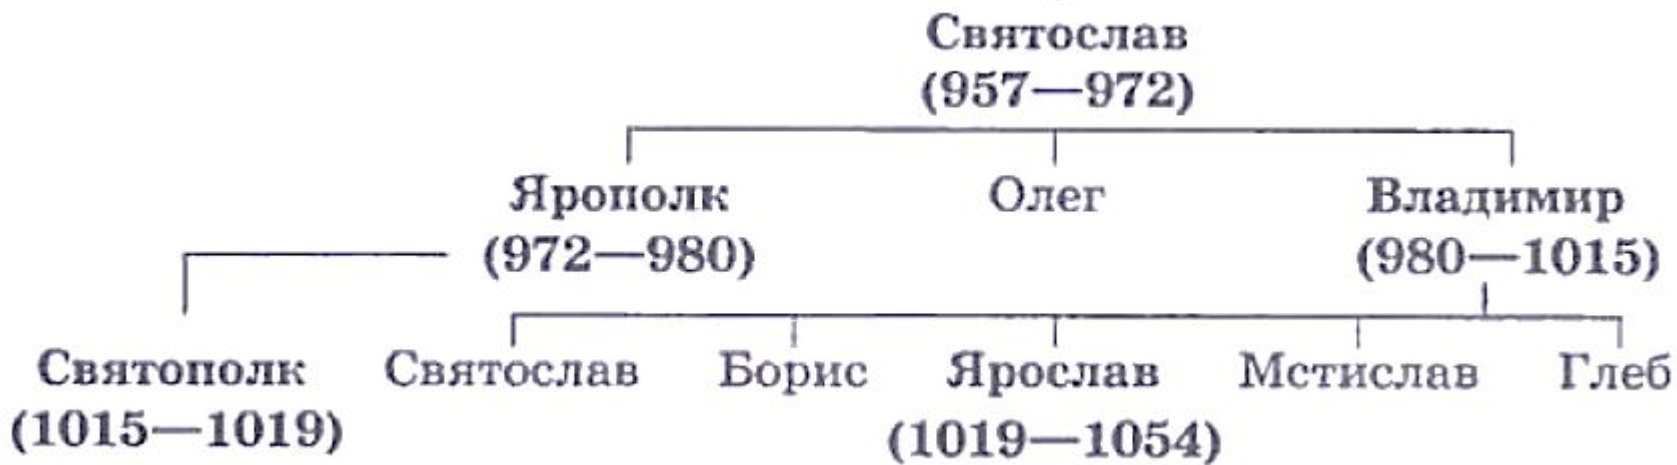 Святослав
(957—972)
Ярополк Олег Владимир
(972—980) (980—1015)
Святополк Святослав Борис Ярослав Мстислав Глеб
(1015—1019) (1019—1054)